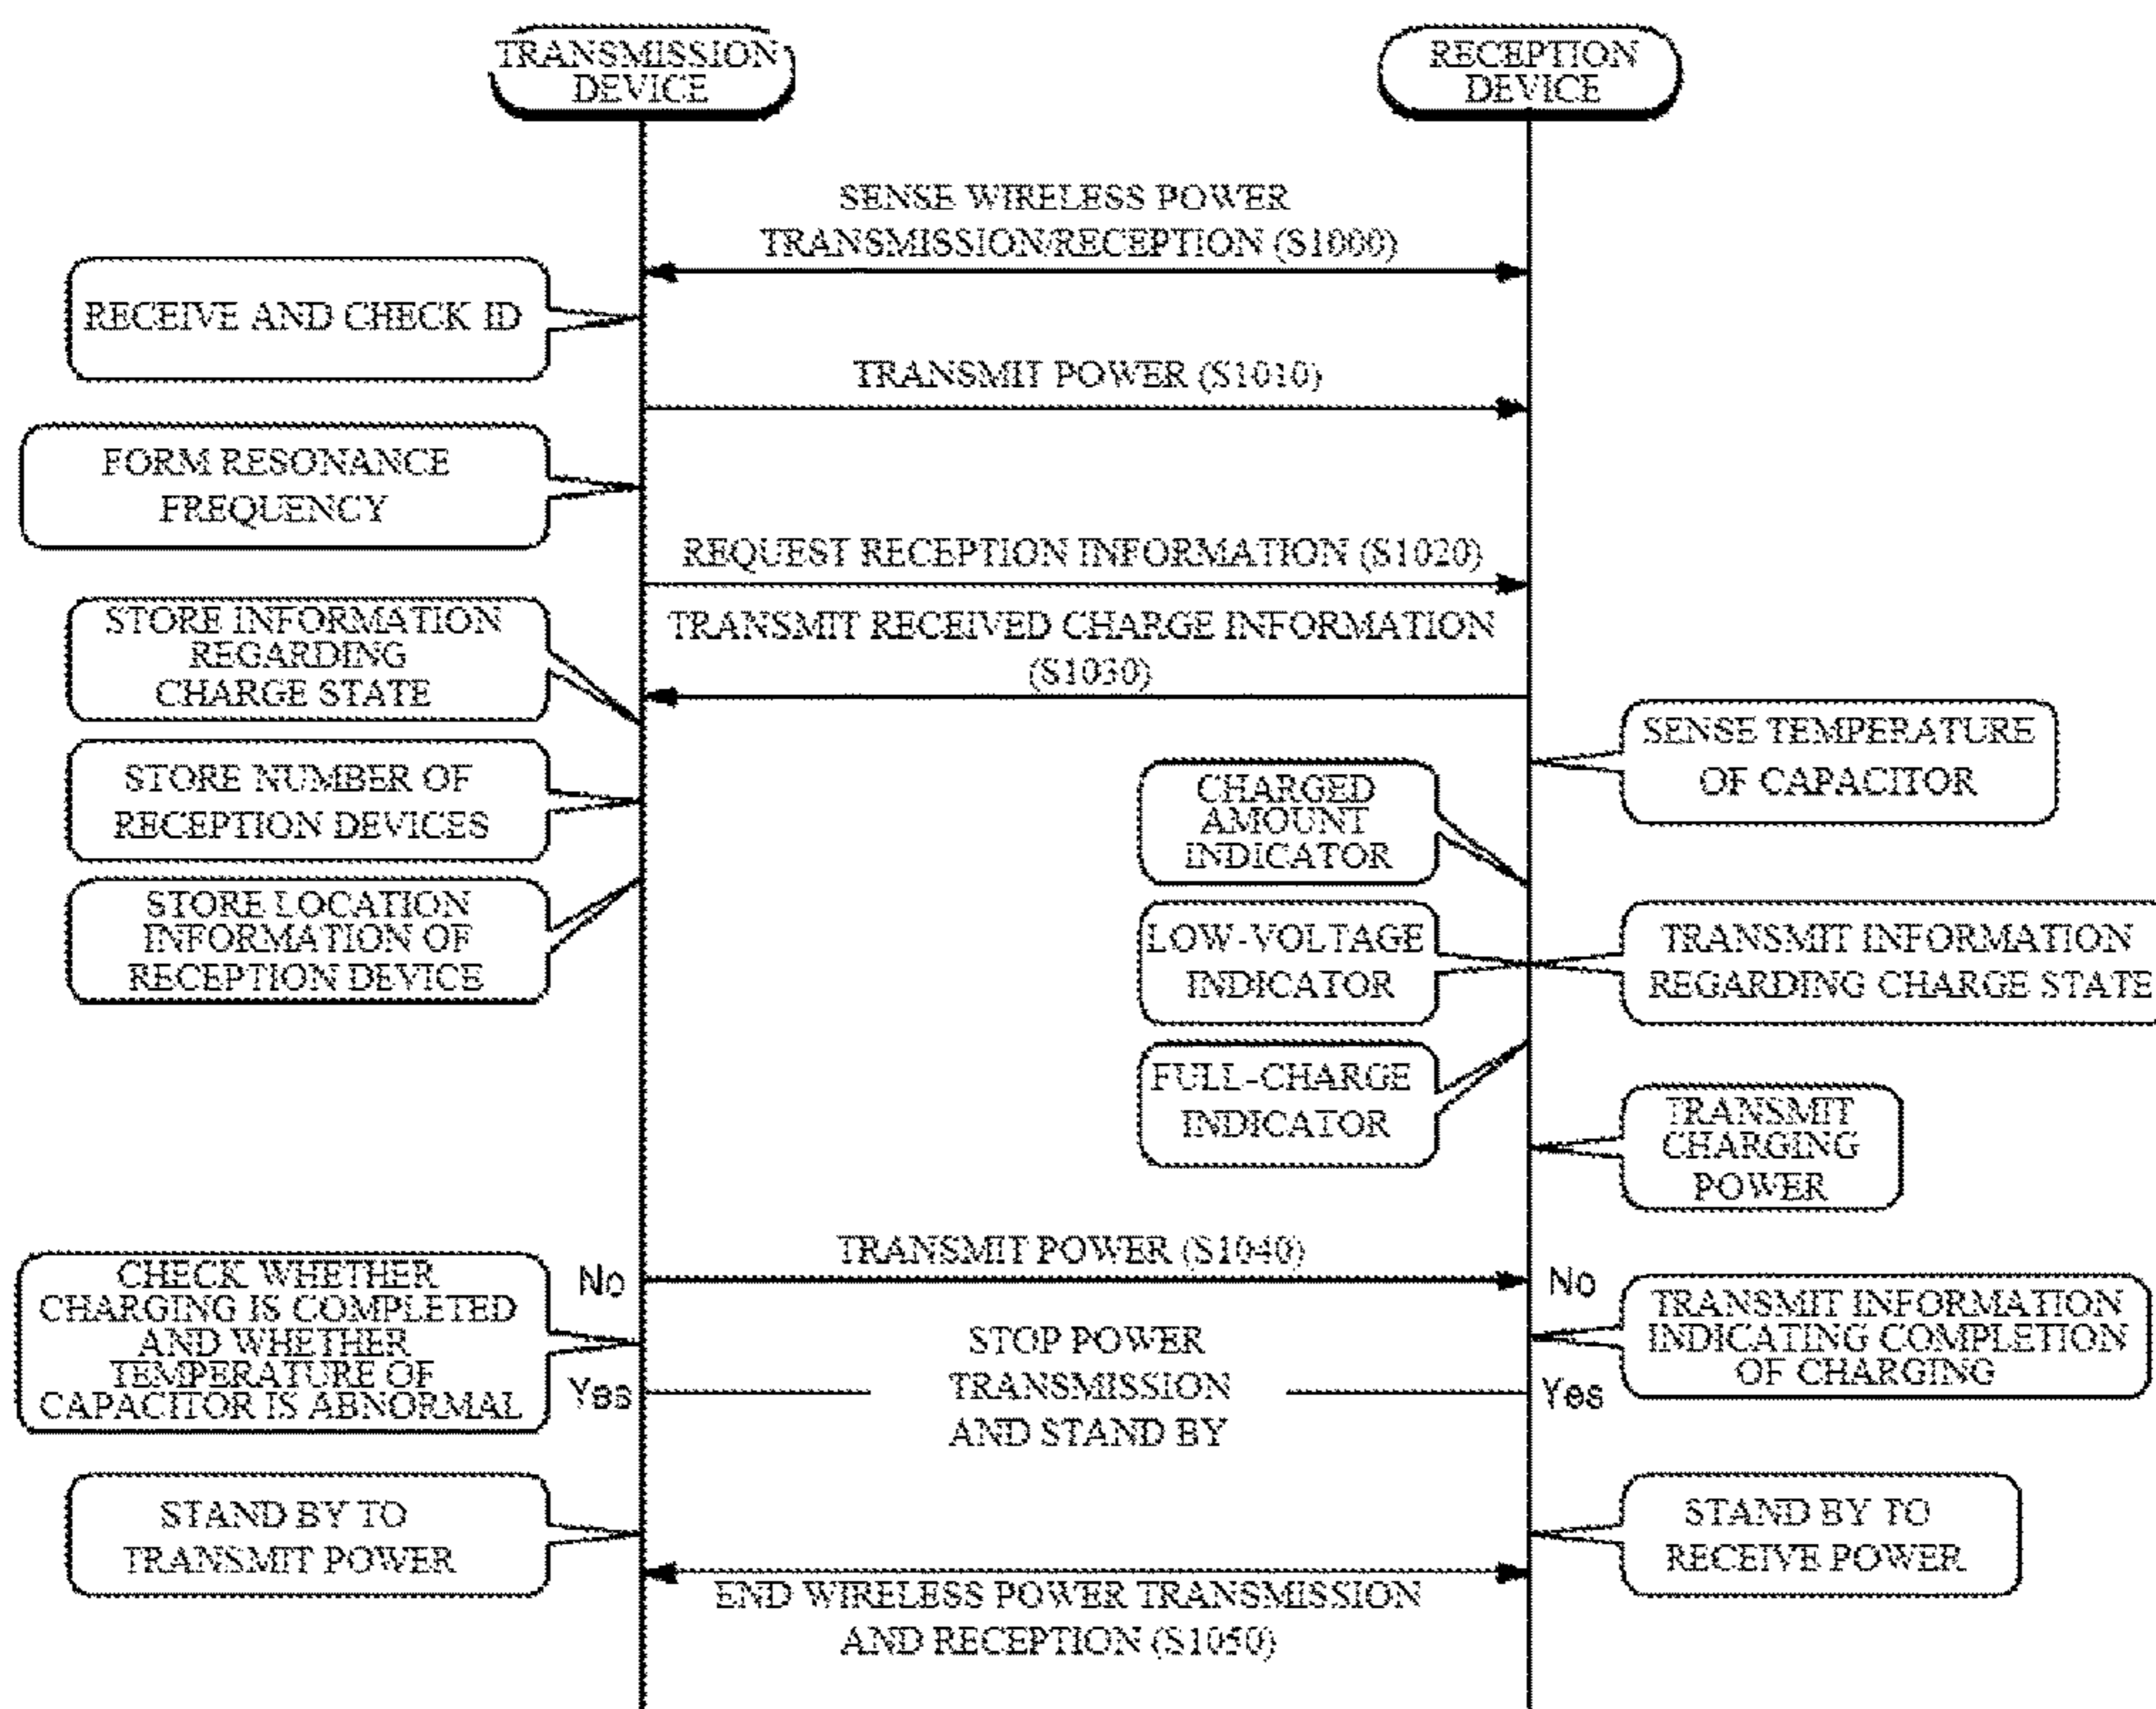 TRANSMISSION
DEVICE
RECEPTION
DEVICE
SENSE WIRELESS POWER
TRANSMISSION/RECEPTION (S1000)
RECEIVE AND CHECK ID
TRANSMIT POWER (S1010)
FORM RESONANCE
FREQUENCY
REQUEST RECEPTION INFORMATION (S1020)
STORE INFORMATION
REGARDING
CHARGE STATE
TRANSMIT RECEIVED CHARGE INFORMATION
(S1030)
SENSE TEMPERATURE
OF CAPACITOR
STORE NUMBER OF
RECEPTION DEVICES
CHARGED
AMOUNT
INDICATOR
STORE LOCATION
INFORMATION OF
RECEPTION DEVICE
LOW-VOLTAGE
INDICATOR
TRANSMIT INFORMATION
REGARDING CHARGE STATE
FULL-CHARGE
INDICATOR
TRANSMIT
CHARGING
POWER
TRANSMIT POWER (S1040)
CHECK WHETHER
CHARGING IS COMPLETED
AND WHETHER
TEMPERATURE OF
CAPACITOR IS ABNORMAL
No
Yes
STOP POWER
TRANSMISSION
AND STAND BY
No
Yes
TRANSMIT INFORMATION
INDICATING COMPLETION
OF CHARGING
STAND BY TO
TRANSMIT POWER
STAND BY TO
RECEIVE POWER
END WIRELESS POWER TRANSMISSION
AND RECEPTION (S1050)